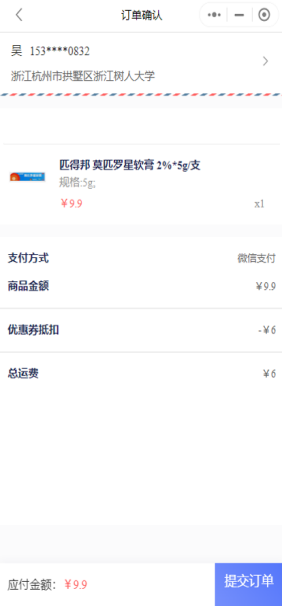 订单确认
吴 153****0832
浙江杭州市拱墅区浙江树人大学
匹得邦 莫匹罗星软膏 2%*5g/支
规格:5g;
￥9.9
x1
支付方式 微信支付
商品金额 ￥9.9
优惠券抵扣 -￥6
总运费 ￥6
应付金额：￥9.9
提交订单